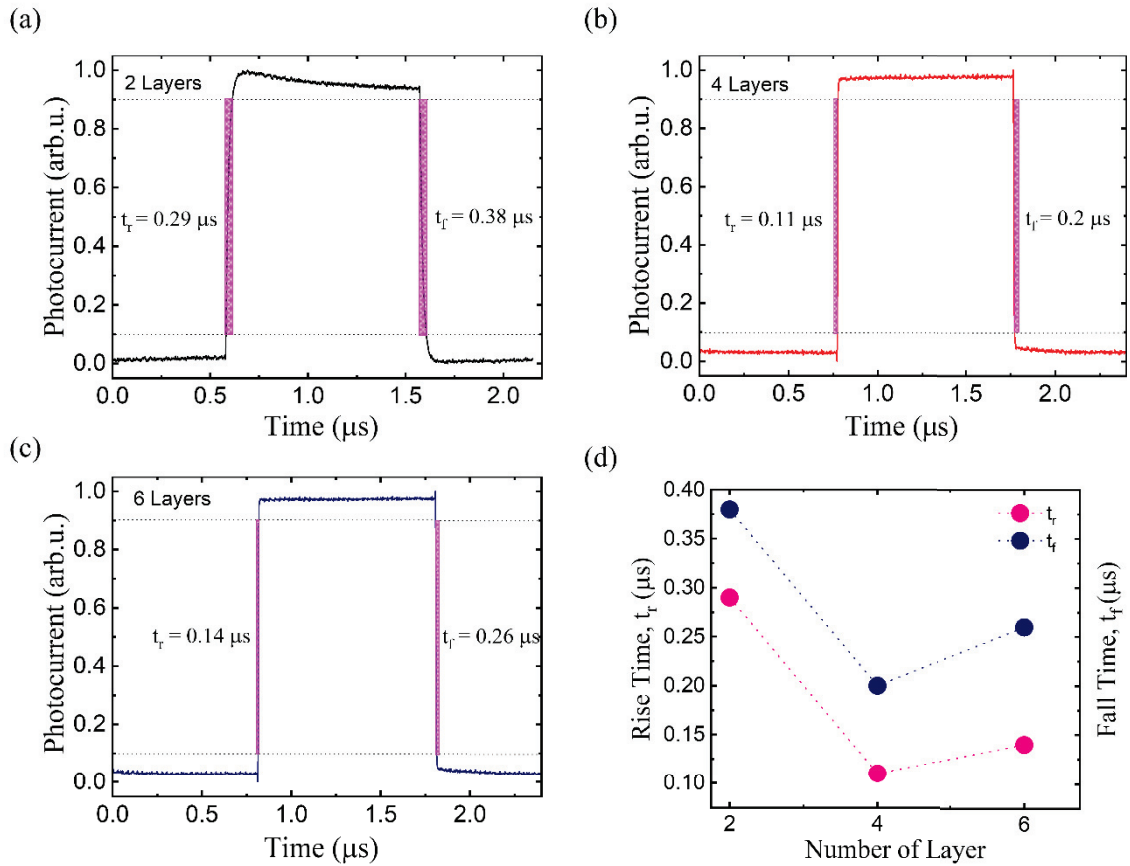 (a)
2 Layers
1.0
0.8
0.6
0.4
0.2
0.0
Photocurrent (arb.u.)
t_r = 0.29 μs
t_f = 0.38 μs
0.0 0.5 1.0 1.5 2.0
Time (μs)
(b)
4 Layers
1.0
0.8
0.6
0.4
0.2
0.0
Photocurrent (arb.u.)
t_r = 0.11 μs
t_f = 0.2 μs
0.0 0.5 1.0 1.5 2.0
Time (μs)
(c)
6 Layers
1.0
0.8
0.6
0.4
0.2
0.0
Photocurrent (arb.u.)
t_r = 0.14 μs
t_f = 0.26 μs
0.0 0.5 1.0 1.5 2.0
Time (μs)
(d)
0.40
0.35
0.30
0.25
0.20
0.15
0.10
Rise Time, t_r (μs)
t_r
t_f
Fall Time, t_f (μs)
2 4 6
Number of Layer